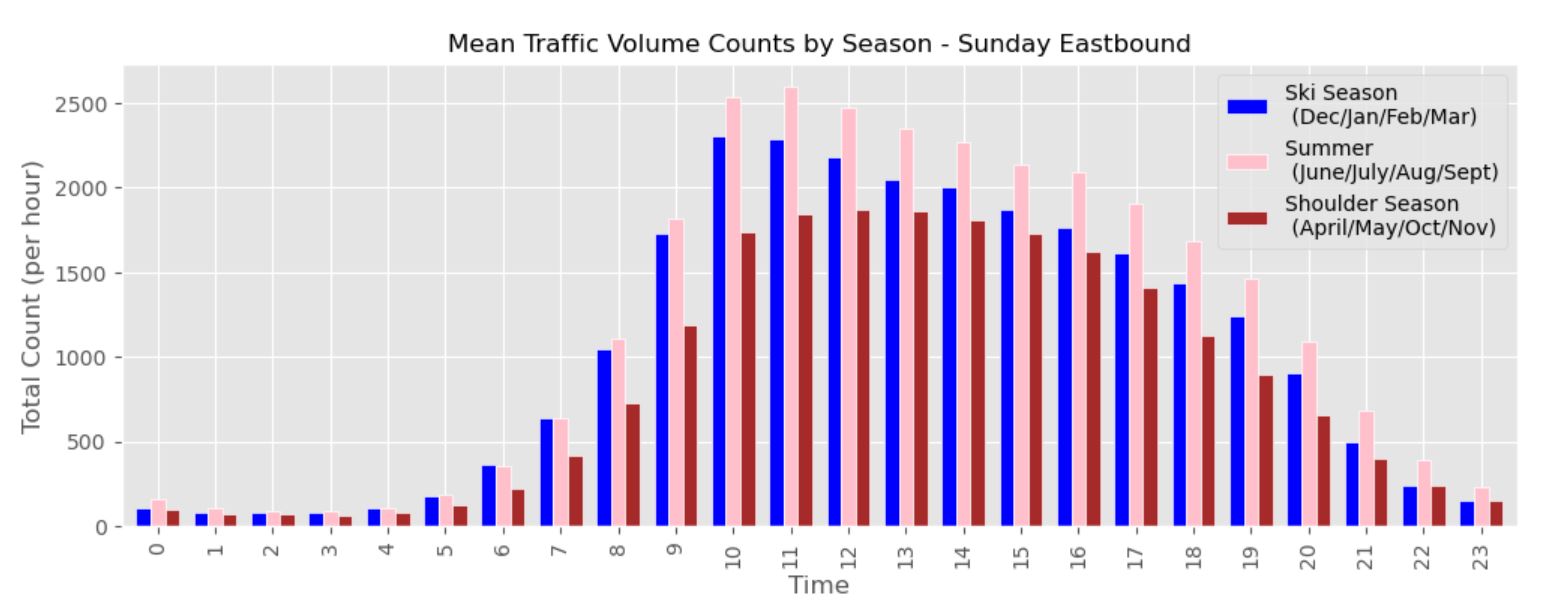 Mean Traffic Volume Counts by Season - Sunday Eastbound
Total Count (per hour)
2500
2000
1500
1000
500
0
Ski Season
(Dec/Jan/Feb/Mar)
Summer
(June/July/Aug/Sept)
Shoulder Season
(April/May/Oct/Nov)
0 1 2 3 4 5 6 7 8 9 10 11 12 13 14 15 16 17 18 19 20 21 22 23
Time